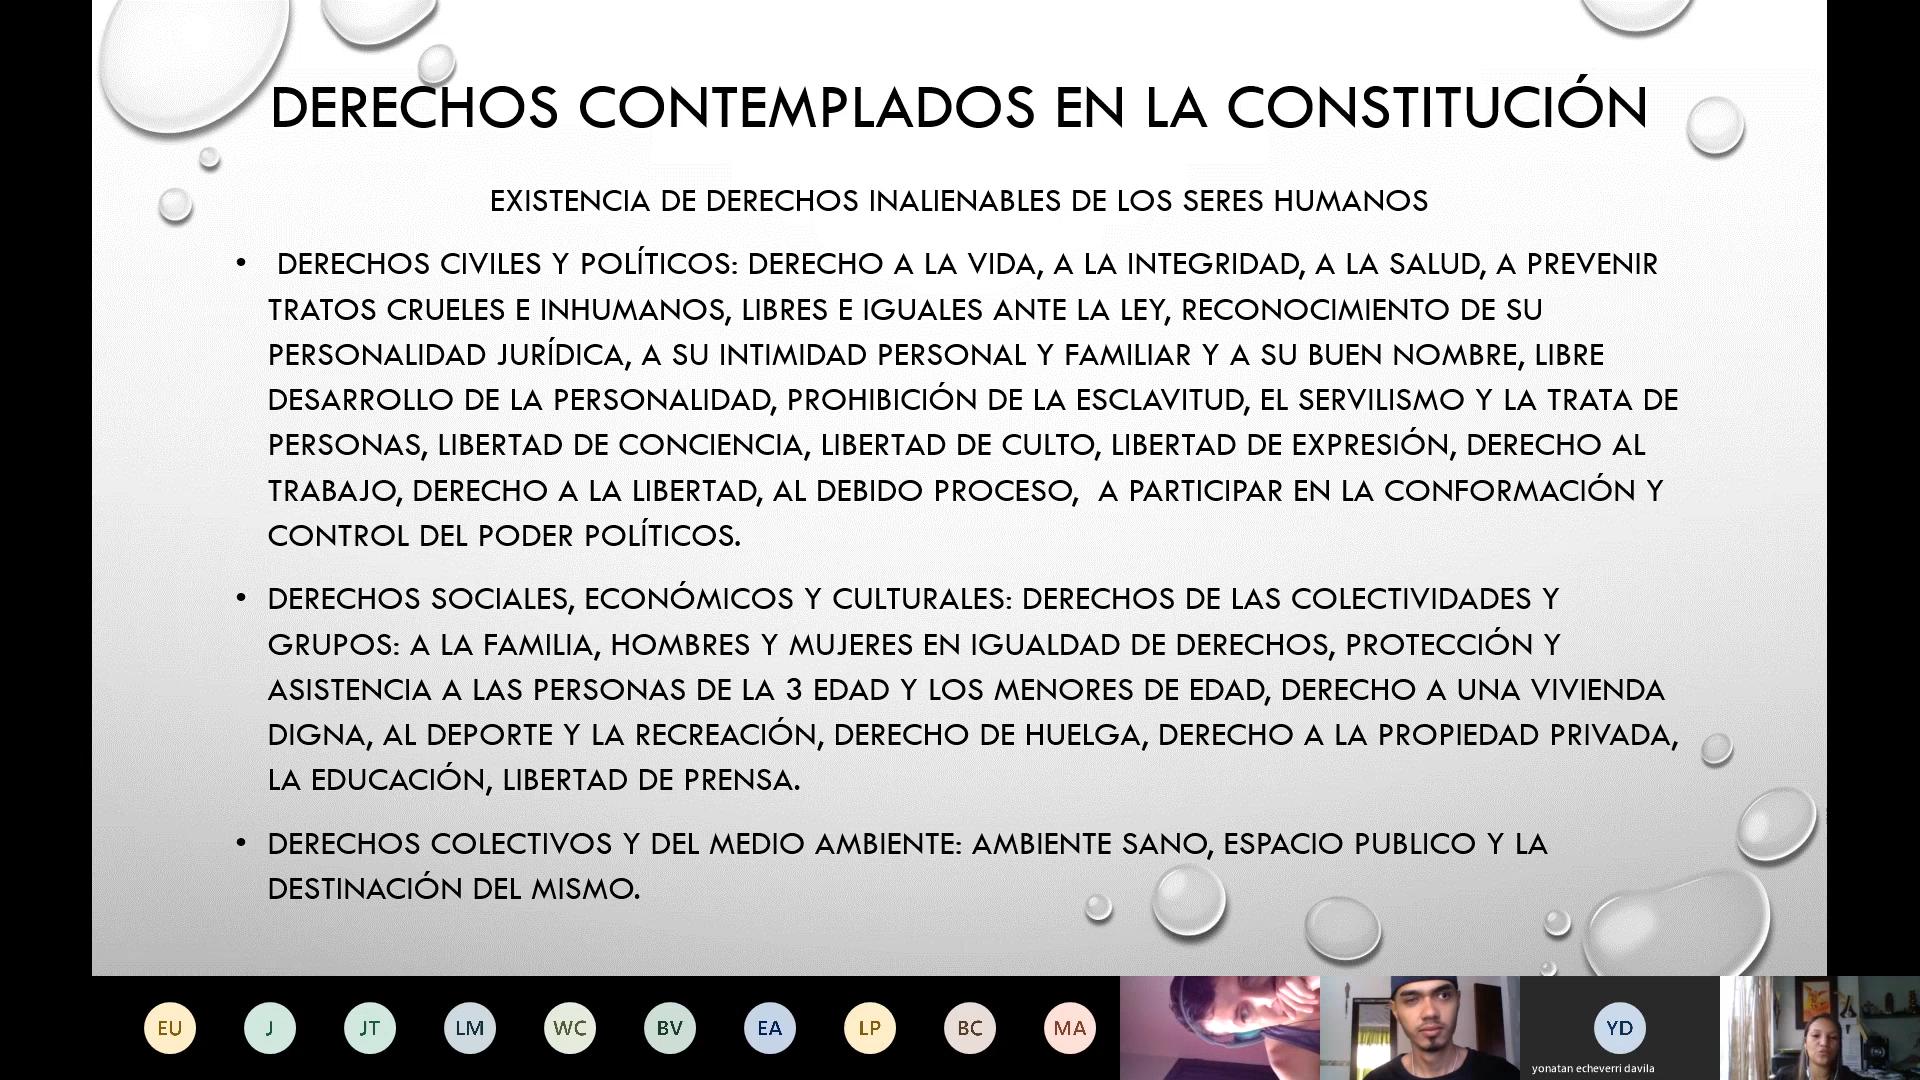 DERECHOS CONTEMPLADOS EN LA CONSTITUCIÓN
EXISTENCIA DE DERECHOS INALIENABLES DE LOS SERES HUMANOS
• DERECHOS CIVILES Y POLÍTICOS: DERECHO A LA VIDA, A LA INTEGRIDAD, A LA SALUD, A PREVENIR
TRATOS CRUELES E INHUMANOS, LIBRES E IGUALES ANTE LA LEY, RECONOCIMIENTO DE SU
PERSONALIDAD JURÍDICA, A SU INTIMIDAD PERSONAL Y FAMILIAR Y A SU BUEN NOMBRE, LIBRE
DESARROLLO DE LA PERSONALIDAD, PROHIBICIÓN DE LA ESCLAVITUD, EL SERVILISMO Y LA TRATA DE
PERSONAS, LIBERTAD DE CONCIENCIA, LIBERTAD DE CULTO, LIBERTAD DE EXPRESIÓN, DERECHO AL
TRABAJO, DERECHO A LA LIBERTAD, AL DEBIDO PROCESO, A PARTICIPAR EN LA CONFORMACIÓN Y
CONTROL DEL PODER POLÍTICOS.
• DERECHOS SOCIALES, ECONÓMICOS Y CULTURALES: DERECHOS DE LAS COLECTIVIDADES Y
GRUPOS: A LA FAMILIA, HOMBRES Y MUJERES EN IGUALDAD DE DERECHOS, PROTECCIÓN Y
ASISTENCIA A LAS PERSONAS DE LA 3 EDAD Y LOS MENORES DE EDAD, DERECHO A UNA VIVIENDA
DIGNA, AL DEPORTE Y LA RECREACIÓN, DERECHO DE HUELGA, DERECHO A LA PROPIEDAD PRIVADA,
LA EDUCACIÓN, LIBERTAD DE PRENSA.
• DERECHOS COLECTIVOS Y DEL MEDIO AMBIENTE: AMBIENTE SANO, ESPACIO PUBLICO Y LA
DESTINACIÓN DEL MISMO.
EU J JT LM WC BV EA LP BC MA YD
yonatan echeverri davila